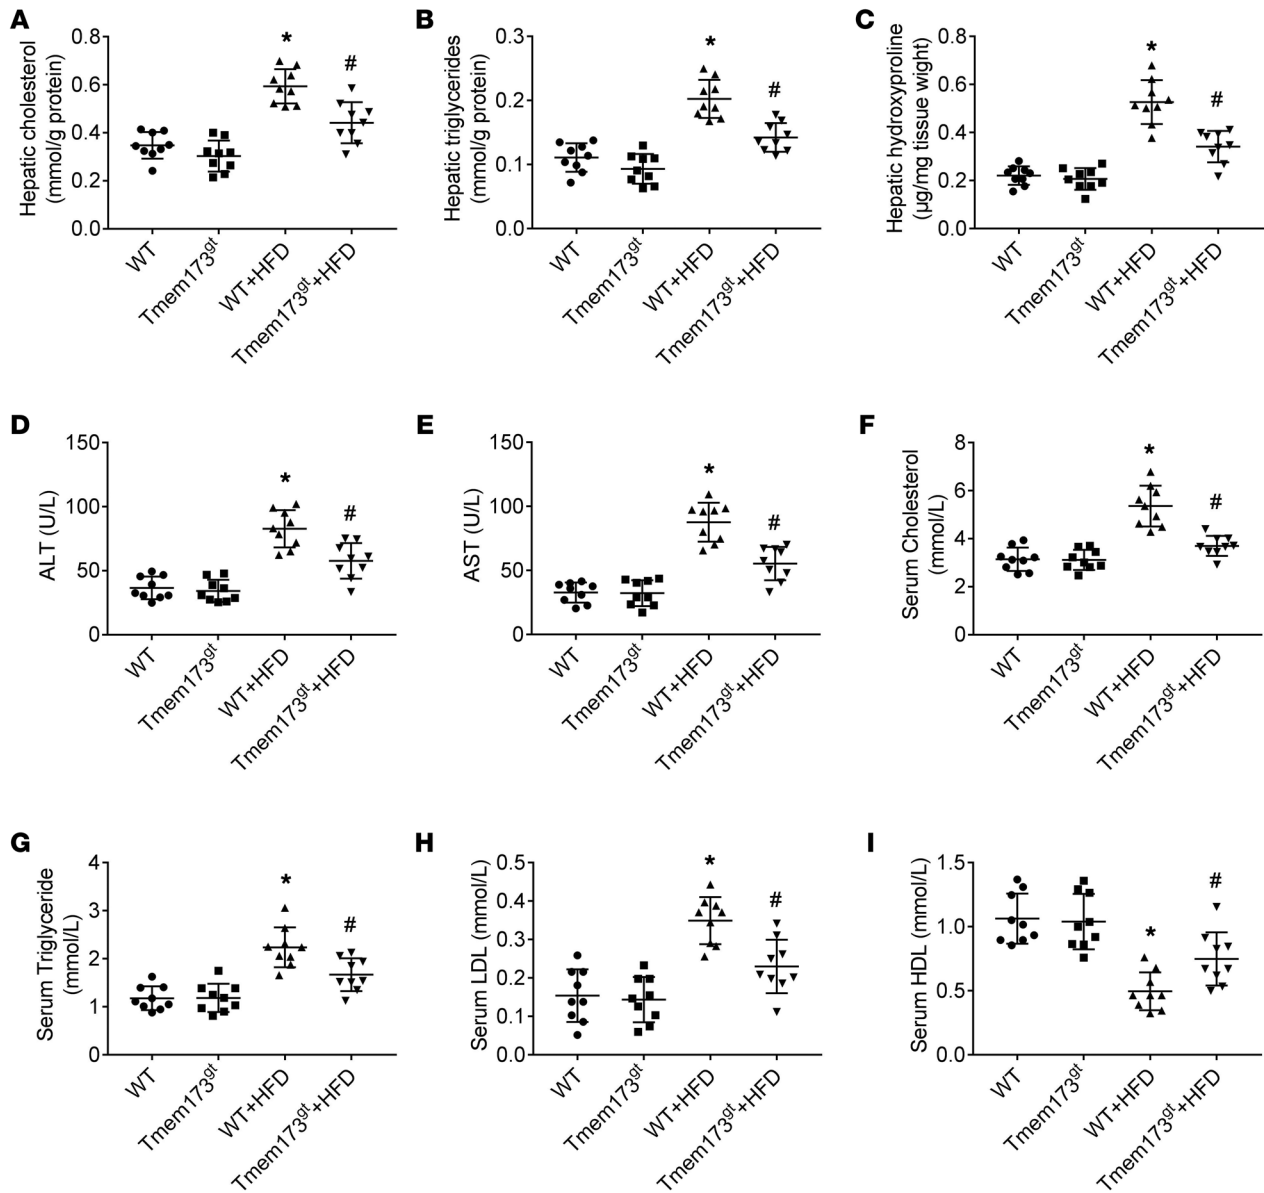 A
Hepatic cholesterol
(mmol/g protein)
0.8
0.6
0.4
0.2
0.0
*
#
WT
Tmem173gt
WT+HFD
Tmem173gt+HFD
B
Hepatic triglycerides
(mmol/g protein)
0.3
0.2
0.1
0.0
*
#
WT
Tmem173gt
WT+HFD
Tmem173gt+HFD
C
Hepatic hydroxyproline
(µg/mg tissue wight)
0.8
0.6
0.4
0.2
0.0
*
#
WT
Tmem173gt
WT+HFD
Tmem173gt+HFD
D
ALT (U/L)
150
100
50
0
*
#
WT
Tmem173gt
WT+HFD
Tmem173gt+HFD
E
AST (U/L)
150
100
50
0
*
#
WT
Tmem173gt
WT+HFD
Tmem173gt+HFD
F
Serum Cholesterol
(mmol/L)
8
6
4
2
0
*
#
WT
Tmem173gt
WT+HFD
Tmem173gt+HFD
G
Serum Triglyceride
(mmol/L)
4
3
2
1
0
*
#
WT
Tmem173gt
WT+HFD
Tmem173gt+HFD
H
Serum LDL (mmol/L)
0.5
0.4
0.3
0.2
0.1
0.0
*
#
WT
Tmem173gt
WT+HFD
Tmem173gt+HFD
I
Serum HDL (mmol/L)
1.5
1.0
0.5
0.0
*
#
WT
Tmem173gt
WT+HFD
Tmem173gt+HFD